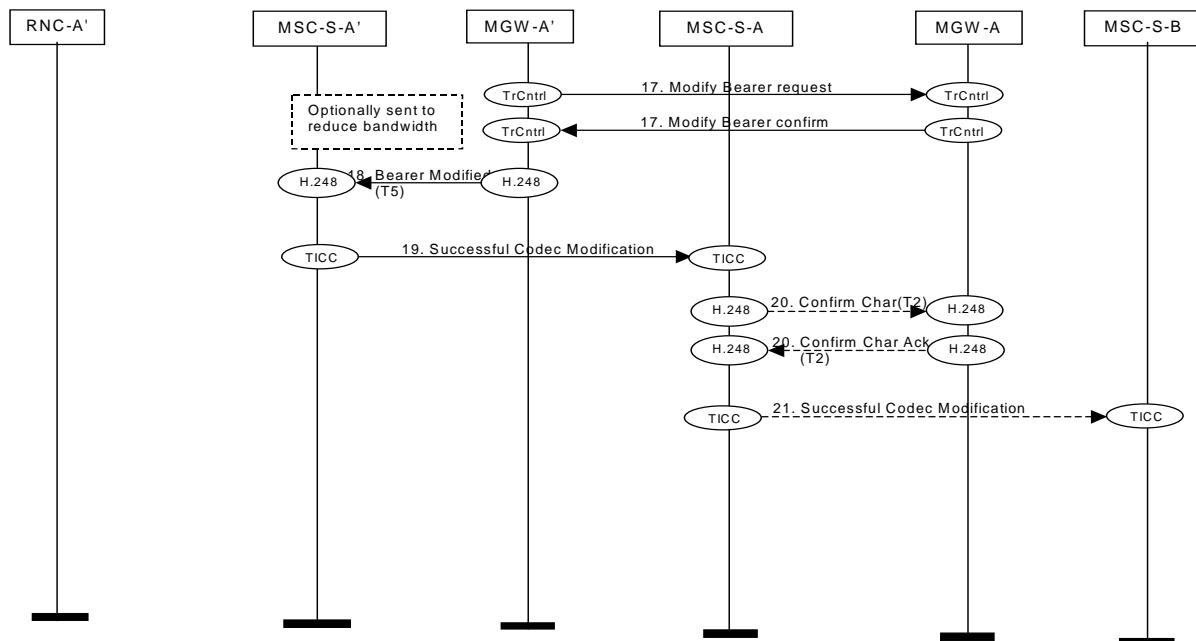 RNC-A'
MSC-S-A’
MGW-A’
MSC-S-A
MGW-A
MSC-S-B
TrCntrl
17. Modify Bearer request
TrCntrl
Optionally sent to
reduce bandwidth
TrCntrl
17. Modify Bearer confirm
TrCntrl
H.248
18. Bearer Modified
(T5)
H.248
TICC
19. Successful Codec Modification
TICC
H.248
20. Confirm Char(T2)
H.248
H.248
20. Confirm Char Ack
(T2)
H.248
TICC
21. Successful Codec Modification
TICC